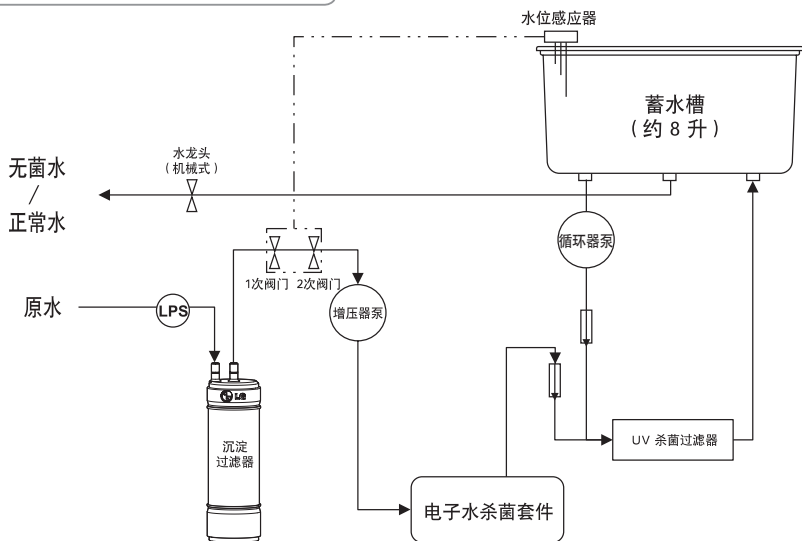 水位感应器
蓄水槽
(约 8 升)
水龙头
(机械式)
无菌水
/
正常水
循环器泵
1次阀门 2次阀门
原水
LPS
增压器泵
LG
沉淀
过滤器
UV 杀菌过滤器
电子水杀菌套件